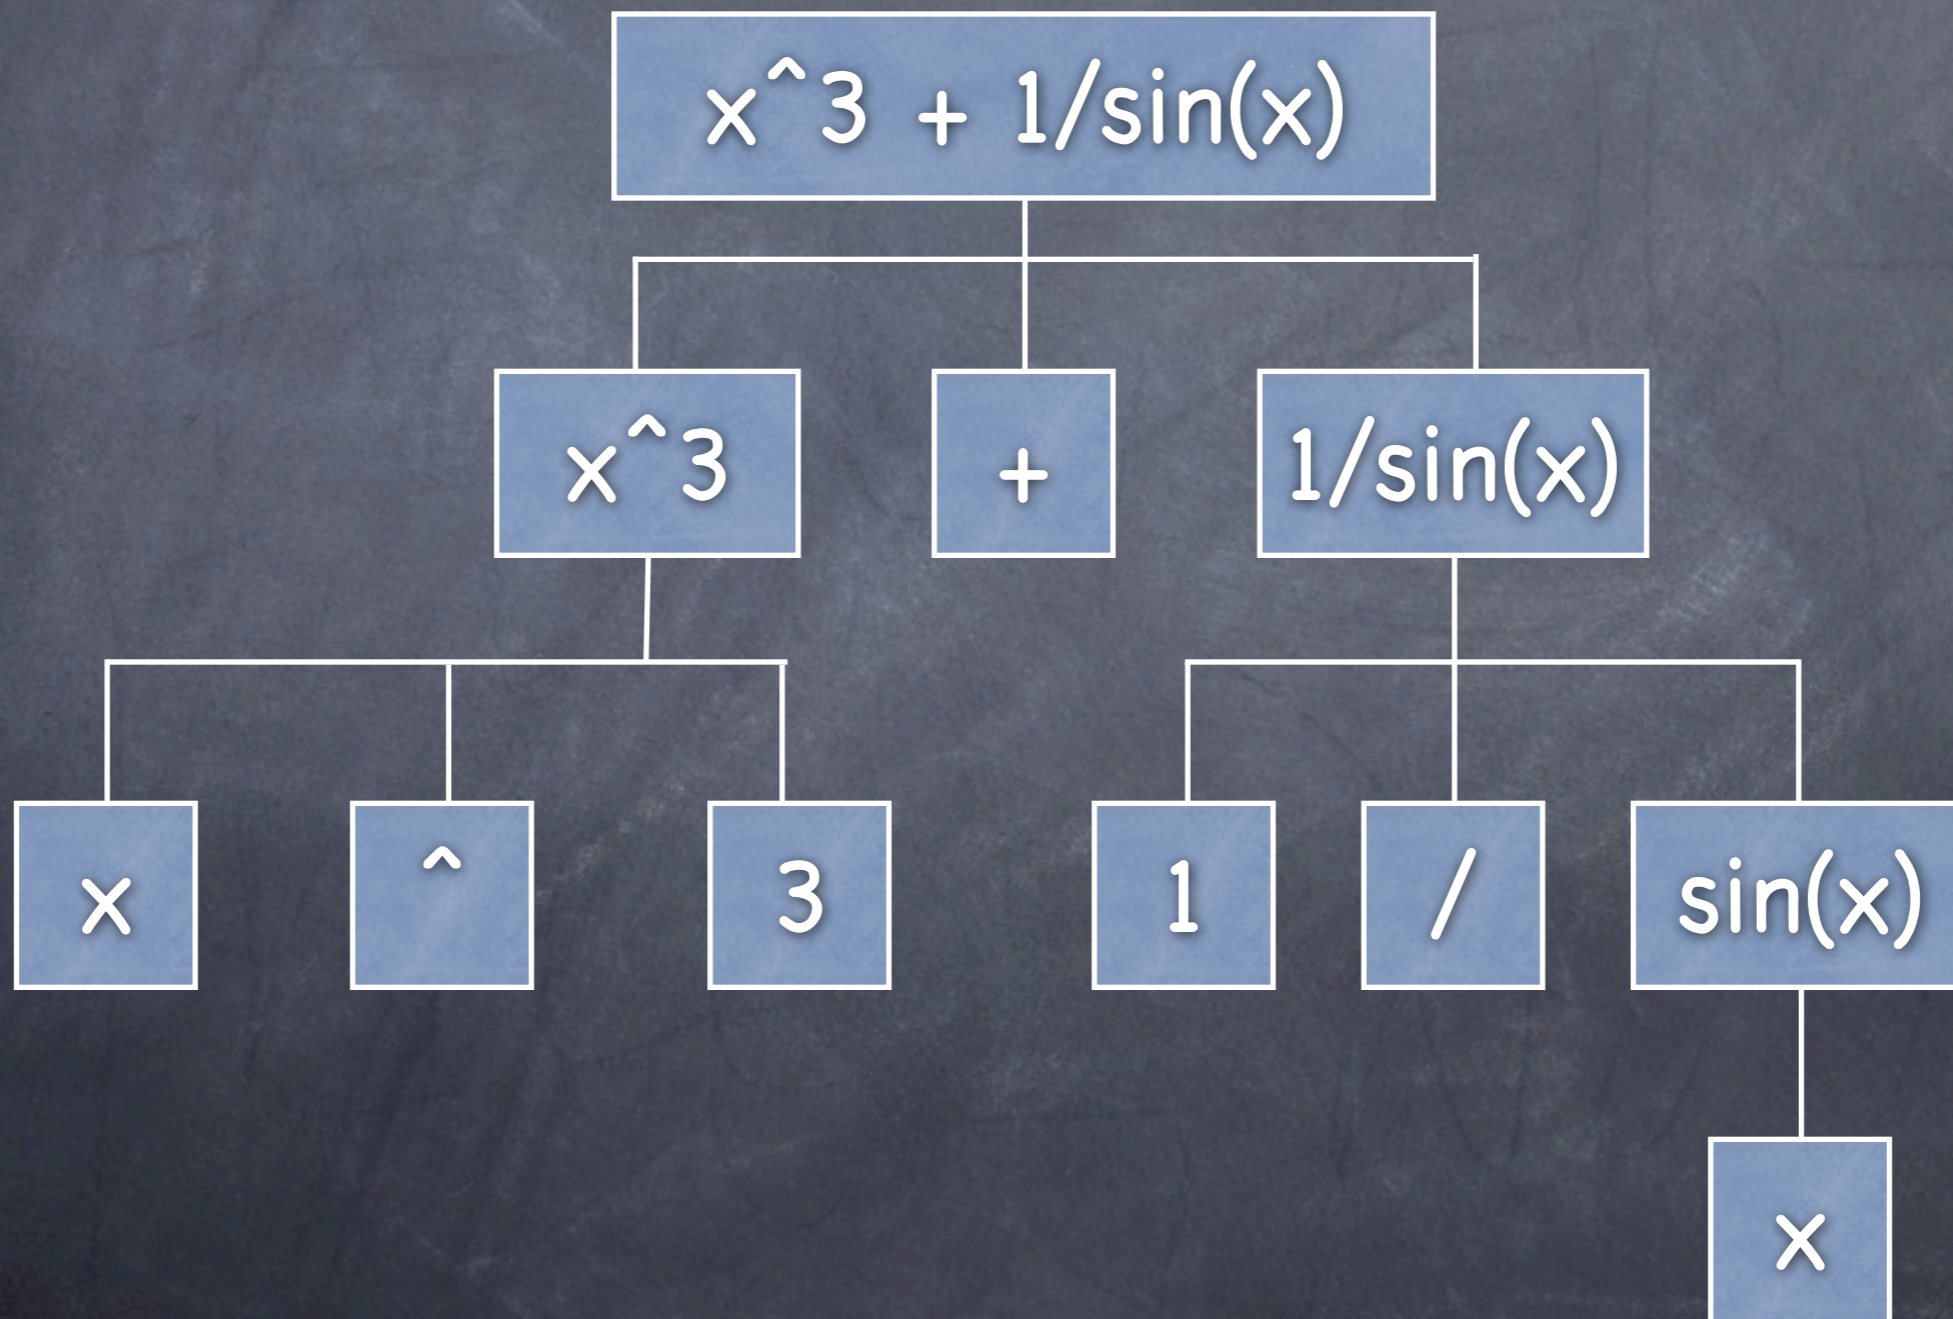 x^3 + 1/sin(x)
x^3
+
1/sin(x)
x
^
3
1
/
sin(x)
x